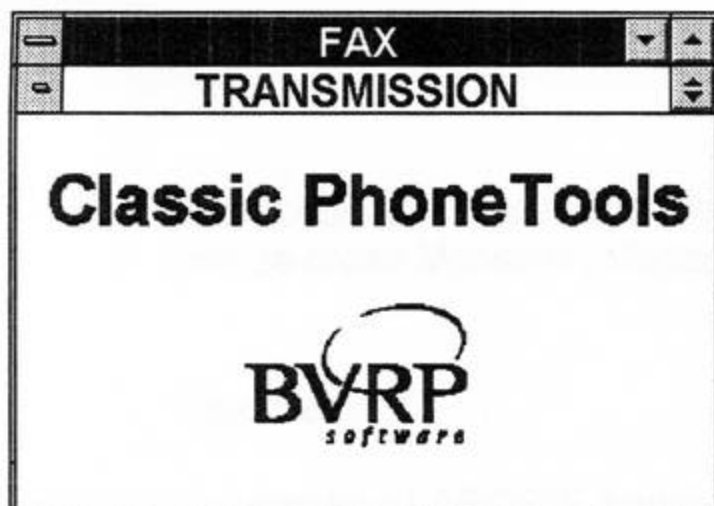 FAX
TRANSMISSION
Classic PhoneTools
BVRP
software